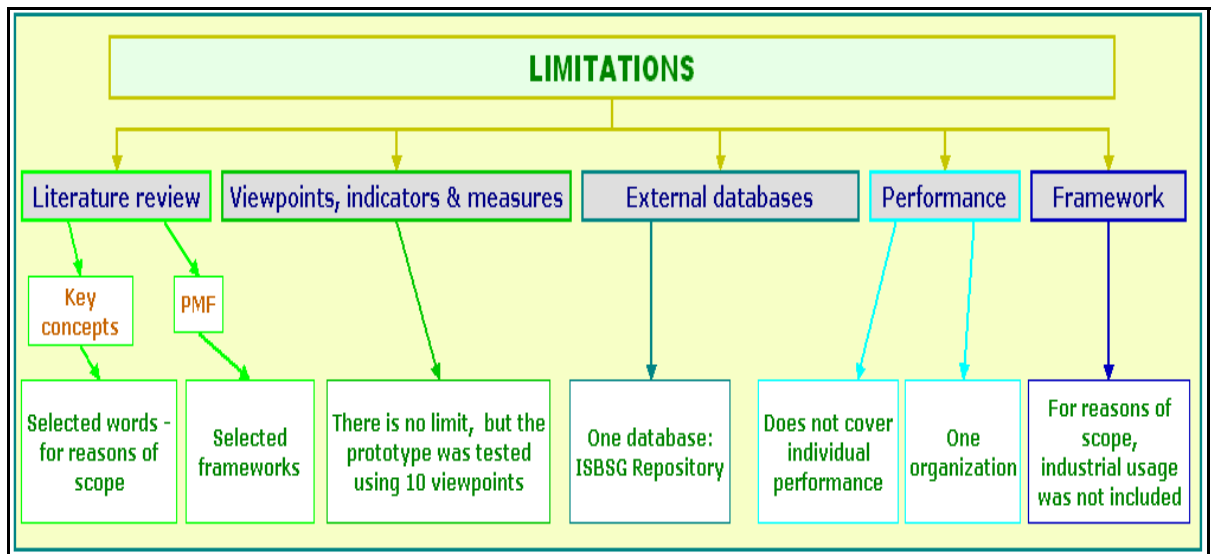 LIMITATIONS
Literature review
Viewpoints, indicators & measures
External databases
Performance
Framework
Key
concepts
PMF
Selected words -
for reasons of
scope
Selected
frameworks
There is no limit, but the
prototype was tested
using 10 viewpoints
One database:
ISBSG Repository
Does not cover
individual
performance
One
organization
For reasons of
scope,
industrial usage
was not included